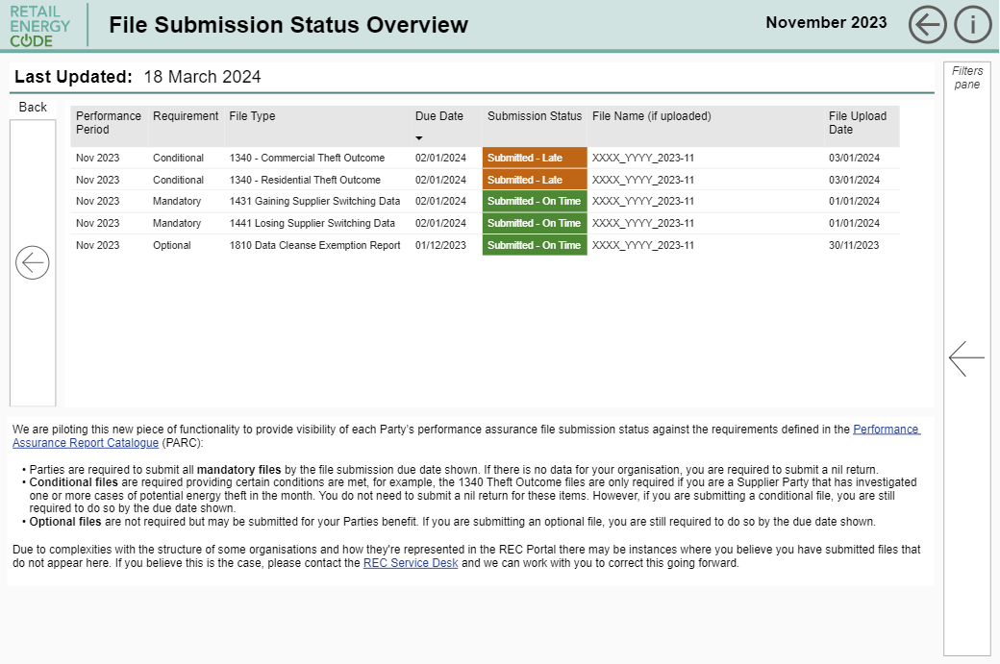 RETAIL
ENERGY
CODE
File Submission Status Overview
November 2023
Last Updated: 18 March 2024
Filters
pane
Back
Performance Period Requirement File Type Due Date Submission Status File Name (if uploaded) File Upload Date
Nov 2023 Conditional 1340 - Commercial Theft Outcome 02/01/2024 Submitted - Late XXXX_YYYY_2023-11 03/01/2024
Nov 2023 Conditional 1340 - Residential Theft Outcome 02/01/2024 Submitted - Late XXXX_YYYY_2023-11 03/01/2024
Nov 2023 Mandatory 1431 Gaining Supplier Switching Data 02/01/2024 Submitted - On Time XXXX_YYYY_2023-11 01/01/2024
Nov 2023 Mandatory 1441 Losing Supplier Switching Data 02/01/2024 Submitted - On Time XXXX_YYYY_2023-11 01/01/2024
Nov 2023 Optional 1810 Data Cleanse Exemption Report 01/12/2023 Submitted - On Time XXXX_YYYY_2023-11 30/11/2023
We are piloting this new piece of functionality to provide visibility of each Party's performance assurance file submission status against the requirements defined in the Performance
Assurance Report Catalogue (PARC):
• Parties are required to submit all mandatory files by the file submission due date shown. If there is no data for your organisation, you are required to submit a nil return.
• Conditional files are required providing certain conditions are met, for example, the 1340 Theft Outcome files are only required if you are a Supplier Party that has investigated
one or more cases of potential energy theft in the month. You do not need to submit a nil return for these items. However, if you are submitting a conditional file, you are still
required to do so by the due date shown.
• Optional files are not required but may be submitted for your Parties benefit. If you are submitting an optional file, you are still required to do so by the due date shown.
Due to complexities with the structure of some organisations and how they're represented in the REC Portal there may be instances where you believe you have submitted files that
do not appear here. If you believe this is the case, please contact the REC Service Desk and we can work with you to correct this going forward.